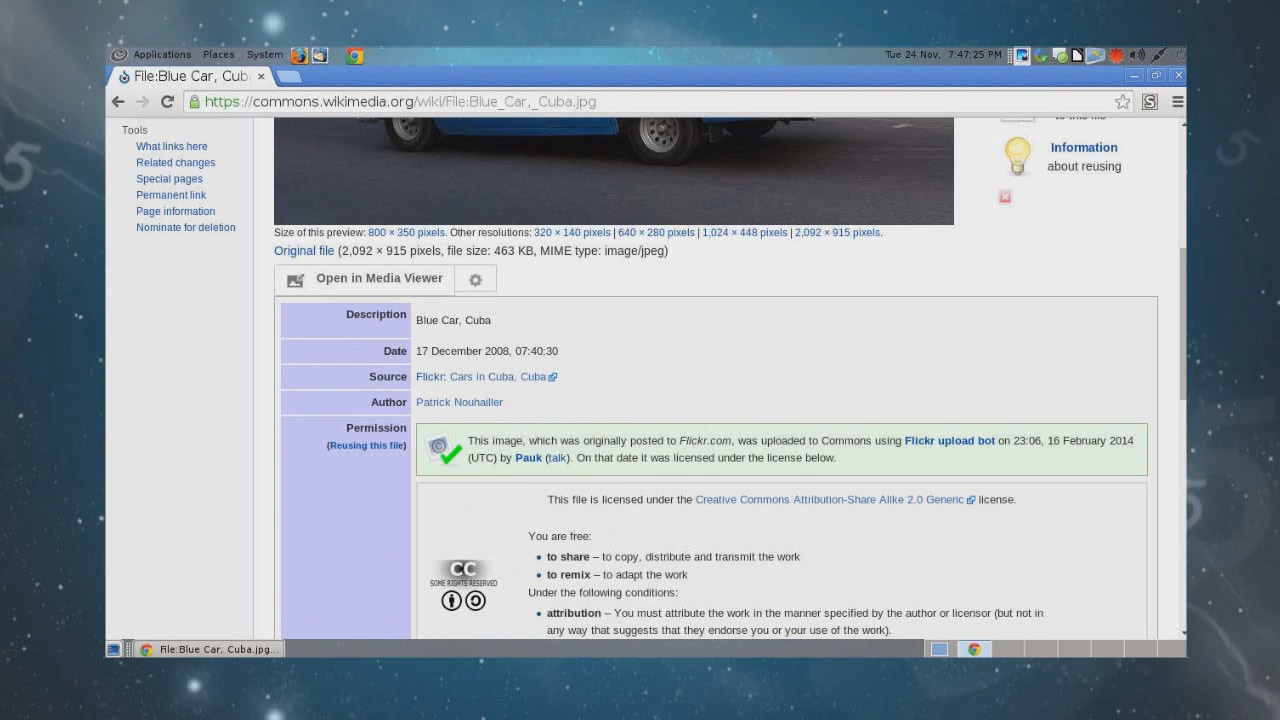 Applications Places System
Tue 24 Nov, 7:47:25 PM
File:Blue Car, Cub
https://commons.wikimedia.org/wiki/File:Blue_Car,_Cuba.jpg
Tools
What links here
Related changes
Special pages
Permanent link
Page information
Nominate for deletion
to this file
Information
about reusing
Size of this preview: 800 × 350 pixels. Other resolutions: 320 × 140 pixels | 640 × 280 pixels | 1,024 × 448 pixels | 2,092 × 915 pixels.
Original file (2,092 × 915 pixels, file size: 463 KB, MIME type: image/jpeg)
Open in Media Viewer
Description Blue Car, Cuba
Date 17 December 2008, 07:40:30
Source Flickr: Cars in Cuba, Cuba
Author Patrick Nouhailler
Permission
(Reusing this file)
This image, which was originally posted to Flickr.com, was uploaded to Commons using Flickr upload bot on 23:06, 16 February 2014
(UTC) by Pauk (talk). On that date it was licensed under the license below.
This file is licensed under the Creative Commons Attribution-Share Alike 2.0 Generic license.
You are free:
to share – to copy, distribute and transmit the work
to remix – to adapt the work
Under the following conditions:
attribution – You must attribute the work in the manner specified by the author or licensor (but not in
any way that suggests that they endorse you or your use of the work).
CC
SOME RIGHTS RESERVED
File:Blue Car, Cuba.jpg...
5
5
5